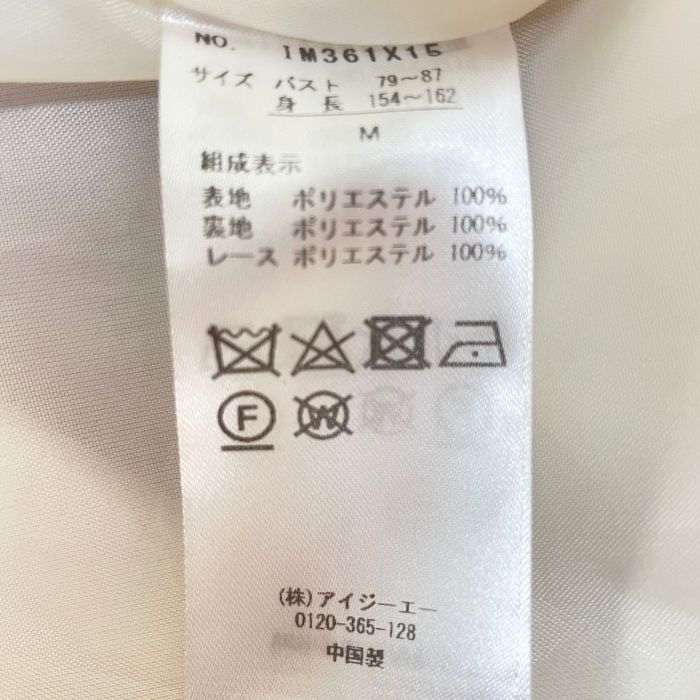 NO. IM361X15
サイズ バスト 79〜87
身 長 154〜162
M
組成表示
表地 ポリエステル 100%
裏地 ポリエステル 100%
レース ポリエステル 100%
F W
(株)アイジーエー
0120-365-128
中国製